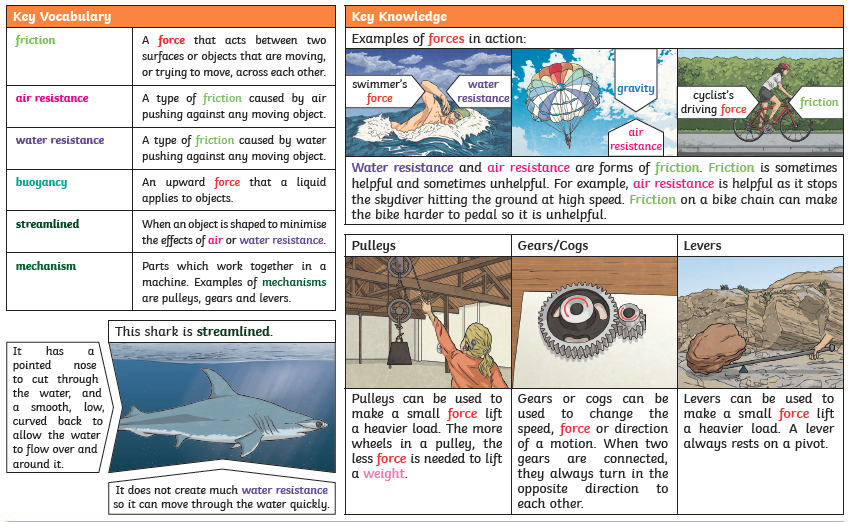 Key Vocabulary
friction
A force that acts between two
surfaces or objects that are moving,
or trying to move, across each other.
air resistance
A type of friction caused by air
pushing against any moving object.
water resistance
A type of friction caused by water
pushing against any moving object.
buoyancy
An upward force that a liquid
applies to objects.
streamlined
When an object is shaped to minimise
the effects of air or water resistance.
mechanism
Parts which work together in a
machine. Examples of mechanisms
are pulleys, gears and levers.
This shark is streamlined.
It has a
pointed nose
to cut through
the water, and
a smooth, low,
curved back to
allow the water
to flow over and
around it.
It does not create much water resistance
so it can move through the water quickly.
Key Knowledge
Examples of forces in action:
swimmer's
force
water
resistance
gravity
air
resistance
cyclist's
driving force
friction
Water resistance and air resistance are forms of friction. Friction is sometimes
helpful and sometimes unhelpful. For example, air resistance is helpful as it stops
the skydiver hitting the ground at high speed. Friction on a bike chain can make
the bike harder to pedal so it is unhelpful.
Pulleys
Pulleys can be used to
make a small force lift
a heavier load. The more
wheels in a pulley, the
less force is needed to lift
a weight.
Gears/Cogs
Gears or cogs can be
used to change the
speed, force or direction
of a motion. When two
gears are connected,
they always turn in the
opposite direction to
each other.
Levers
Levers can be used to
make a small force lift
a heavier load. A lever
always rests on a pivot.